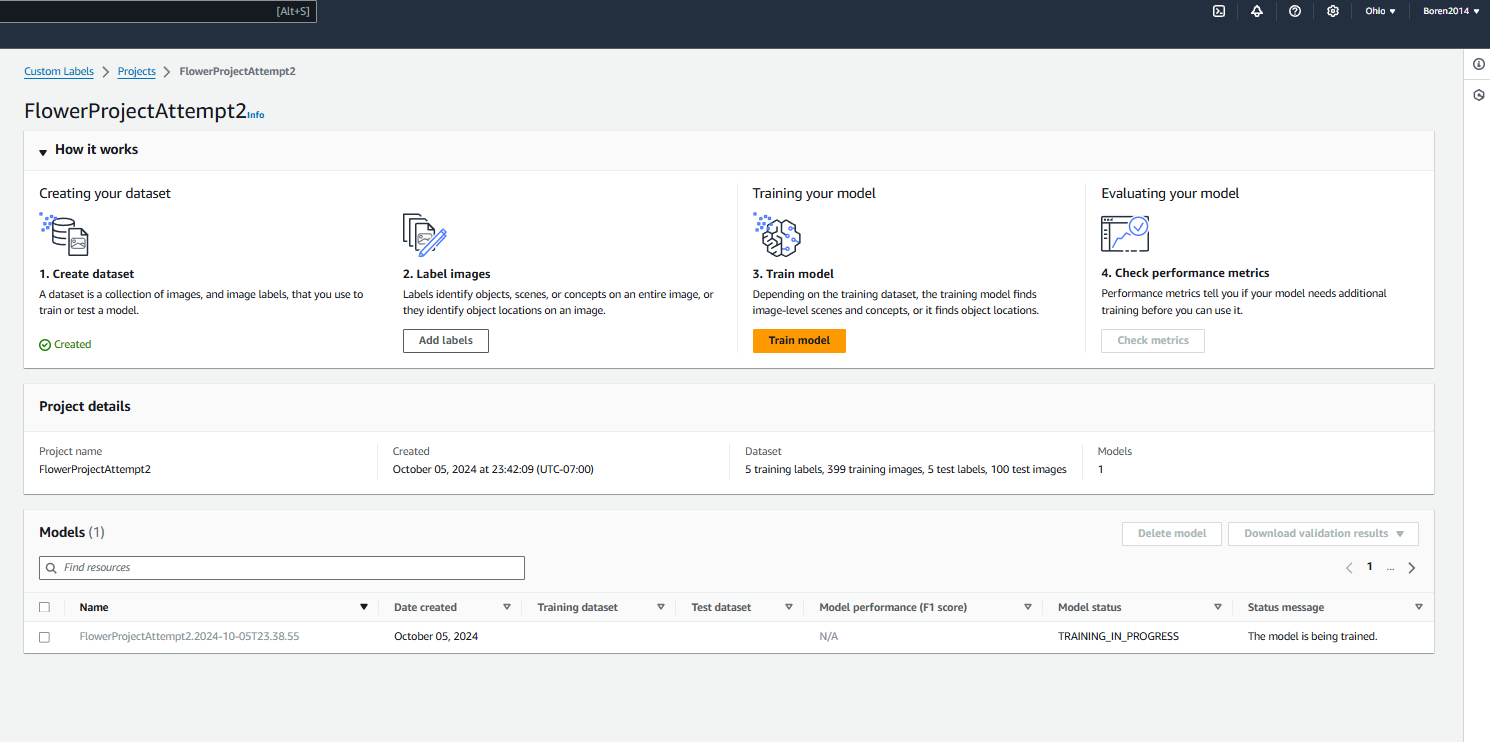 [Alt+S]
Ohio ▼
Boren2014 ▼
Custom Labels > Projects > FlowerProjectAttempt2
FlowerProjectAttempt2 Info
How it works
Creating your dataset
1. Create dataset
A dataset is a collection of images, and image labels, that you use to
train or test a model.
Created
2. Label images
Labels identify objects, scenes, or concepts on an entire image, or
they identify object locations on an image.
Add labels
Training your model
3. Train model
Depending on the training dataset, the training model finds
image-level scenes and concepts, or it finds object locations.
Train model
Evaluating your model
4. Check performance metrics
Performance metrics tell you if your model needs additional
training before you can use it.
Check metrics
Project details
Project name
FlowerProjectAttempt2
Created
October 05, 2024 at 23:42:09 (UTC-07:00)
Dataset
5 training labels, 399 training images, 5 test labels, 100 test images
Models
1
Models (1)
Delete model
Download validation results
Find resources
1 ...
Name Date created Training dataset Test dataset Model performance (F1 score) Model status Status message
FlowerProjectAttempt2.2024-10-05T23.38.55 October 05, 2024 N/A TRAINING_IN_PROGRESS The model is being trained.